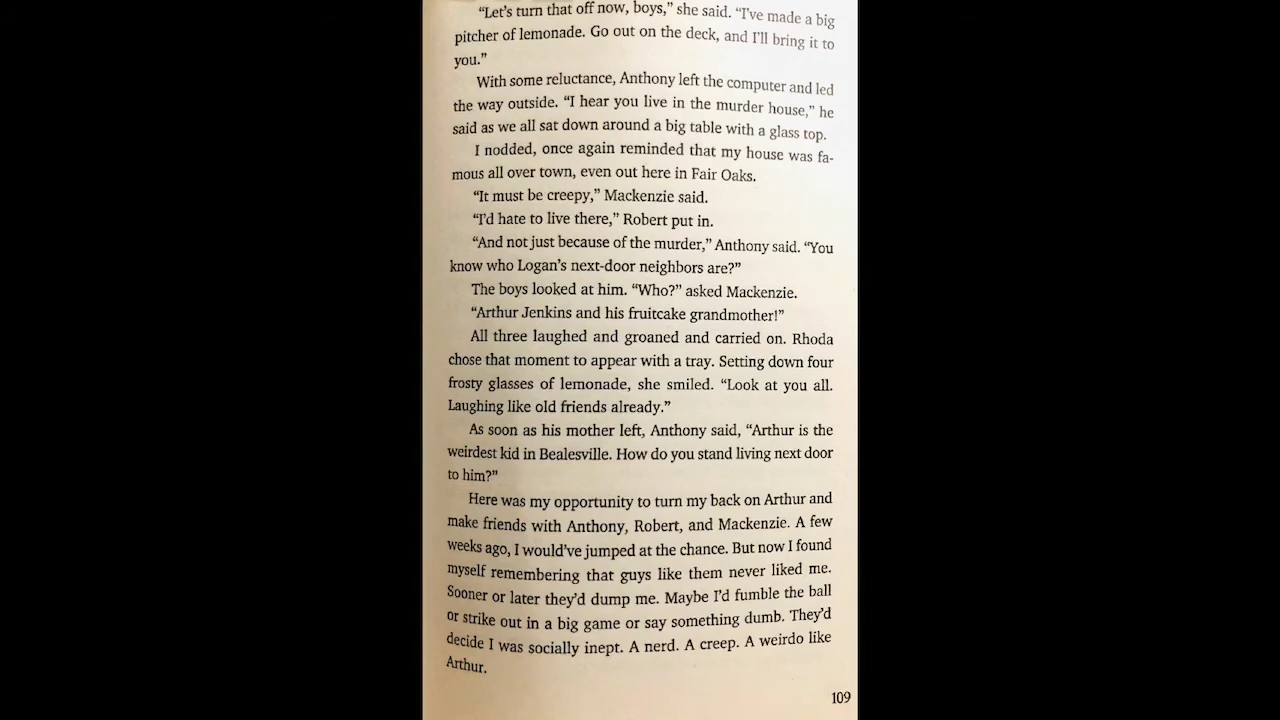 “Let’s turn that off now, boys,” she said. “I’ve made a big
pitcher of lemonade. Go out on the deck, and I’ll bring it to
you.”
With some reluctance, Anthony left the computer and led
the way outside. “I hear you live in the murder house,” he
said as we all sat down around a big table with a glass top.
I nodded, once again reminded that my house was fa-
mous all over town, even out here in Fair Oaks.
“It must be creepy,” Mackenzie said.
“I’d hate to live there,” Robert put in.
“And not just because of the murder,” Anthony said. “You
know who Logan’s next-door neighbors are?”
The boys looked at him. “Who?” asked Mackenzie.
“Arthur Jenkins and his fruitcake grandmother!”
All three laughed and groaned and carried on. Rhoda
chose that moment to appear with a tray. Setting down four
frosty glasses of lemonade, she smiled. “Look at you all.
Laughing like old friends already.”
As soon as his mother left, Anthony said, “Arthur is the
weirdest kid in Bealesville. How do you stand living next door
to him?”
Here was my opportunity to turn my back on Arthur and
make friends with Anthony, Robert, and Mackenzie. A few
weeks ago, I would’ve jumped at the chance. But now I found
myself remembering that guys like them never liked me.
Sooner or later they’d dump me. Maybe I’d fumble the ball
or strike out in a big game or say something dumb. They’d
decide I was socially inept. A nerd. A creep. A weirdo like
Arthur.
109